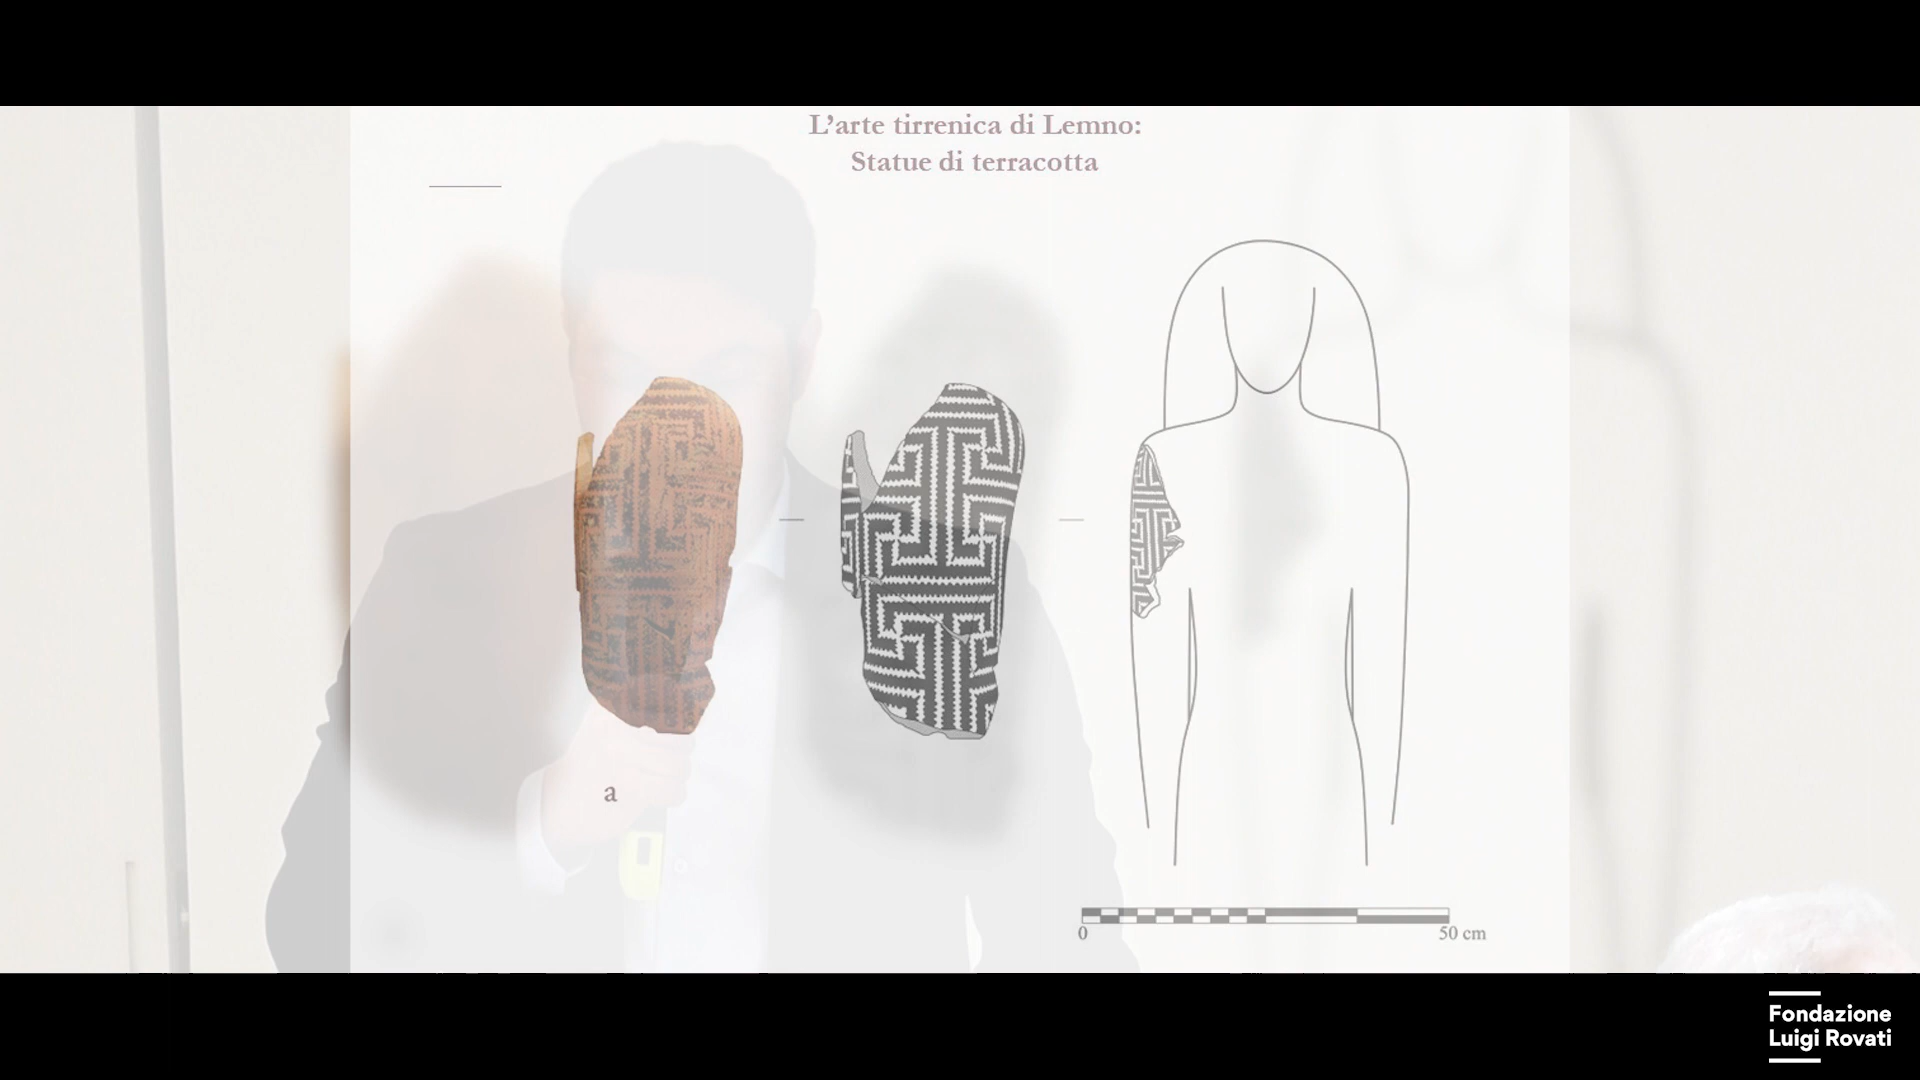 L’arte tirrenica di Lemno:
Statue di terracotta
a
0
50 cm
Fondazione
Luigi Rovati